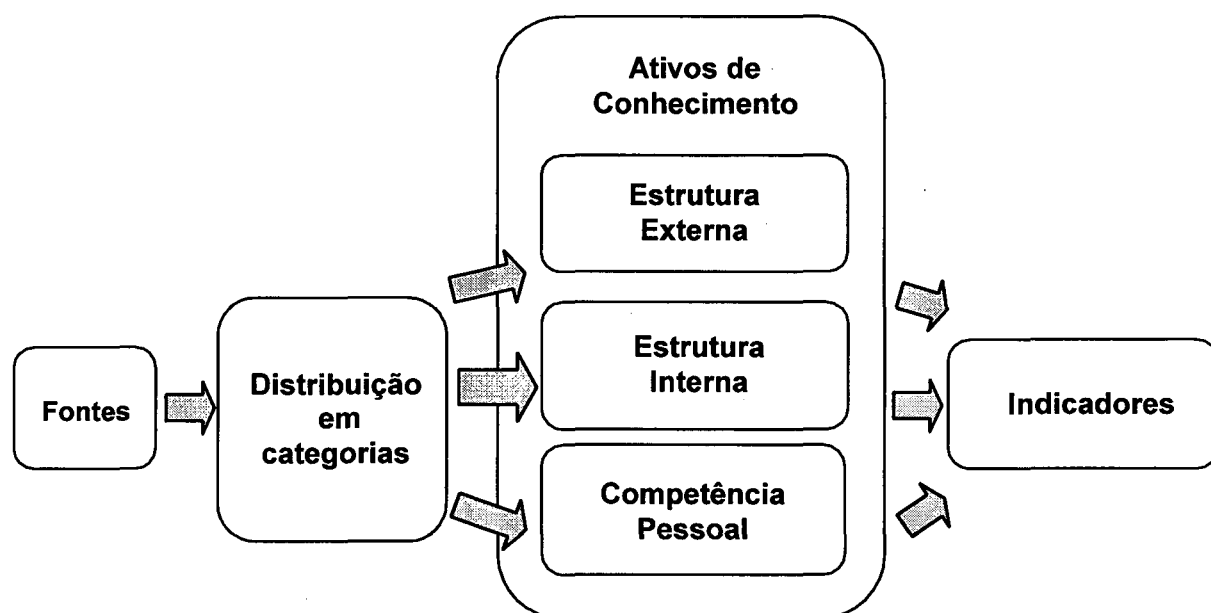 Fontes
Distribuição
em
categorias
Ativos de
Conhecimento
Estrutura
Externa
Estrutura
Interna
Competência
Pessoal
Indicadores